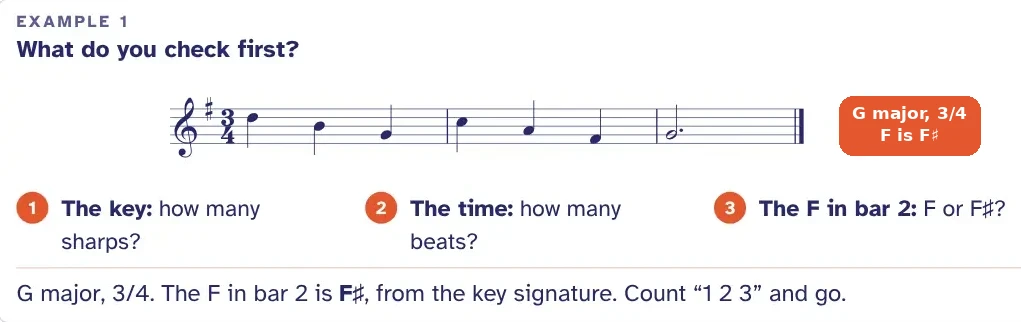 EXAMPLE 1
What do you check first?
3
4
G major, 3/4
F is F♯
1 The key: how many
sharps?
2 The time: how many
beats?
3 The F in bar 2: F or F♯?
G major, 3/4. The F in bar 2 is F♯, from the key signature. Count “1 2 3” and go.